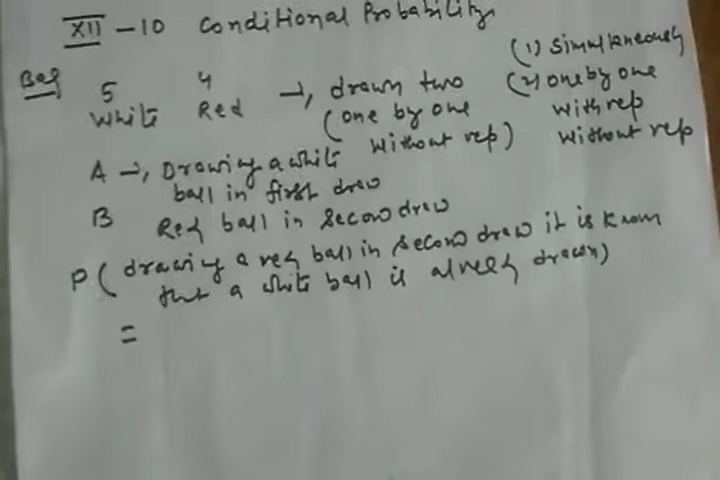 XII - 10 Conditional Probability
Bag 5 White 4 Red → drawn two
(one by one without rep)
(1) Simultaneously
(2) one by one
with rep
without rep
A → Drawing a white
ball in first draw
B Red ball in second draw
P ( drawing a red ball in second draw it is known
that a white ball is already drawn)
=